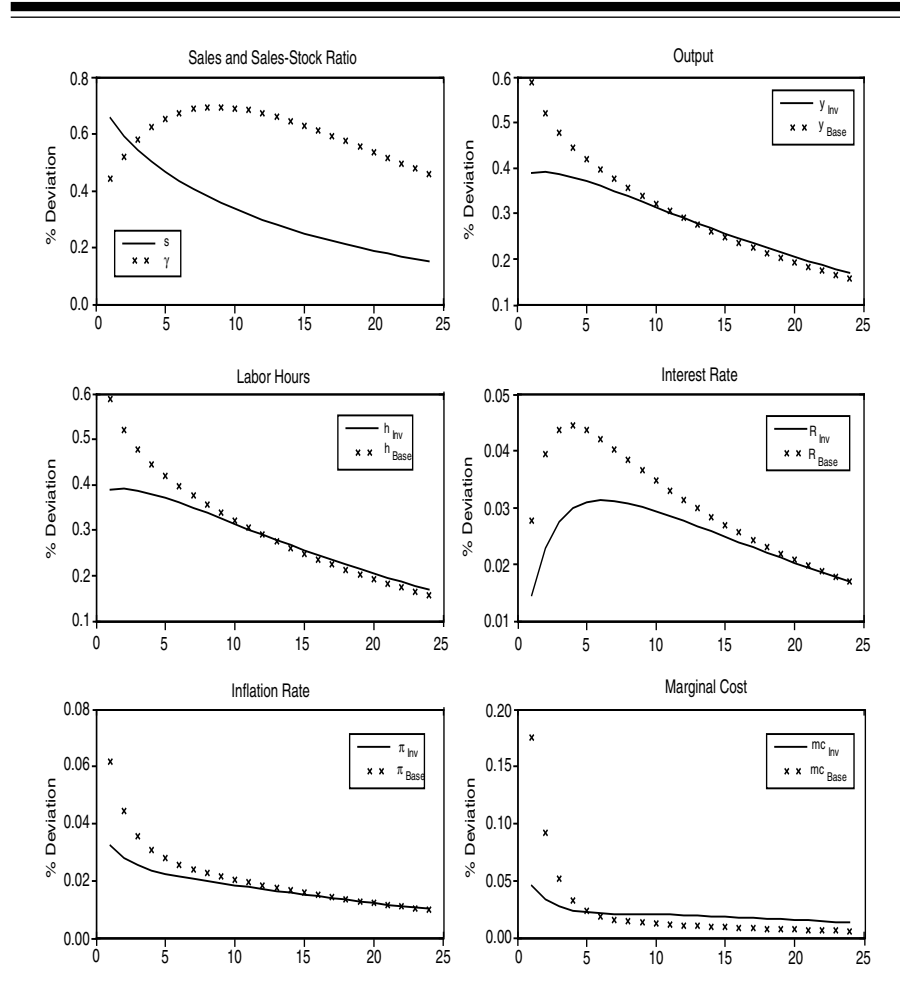 Sales and Sales-Stock Ratio
% Deviation
0.8
0.6
0.4
0.2
0.0
0 5 10 15 20 25
s
γ
Output
% Deviation
0.6
0.5
0.4
0.3
0.2
0.1
0 5 10 15 20 25
y Inv
y Base
Labor Hours
% Deviation
0.6
0.5
0.4
0.3
0.2
0.1
0 5 10 15 20 25
h Inv
h Base
Interest Rate
% Deviation
0.05
0.04
0.03
0.02
0.01
0 5 10 15 20 25
R Inv
R Base
Inflation Rate
% Deviation
0.08
0.06
0.04
0.02
0.00
0 5 10 15 20 25
π Inv
π Base
Marginal Cost
% Deviation
0.20
0.15
0.10
0.05
0.00
0 5 10 15 20 25
mc Inv
mc Base